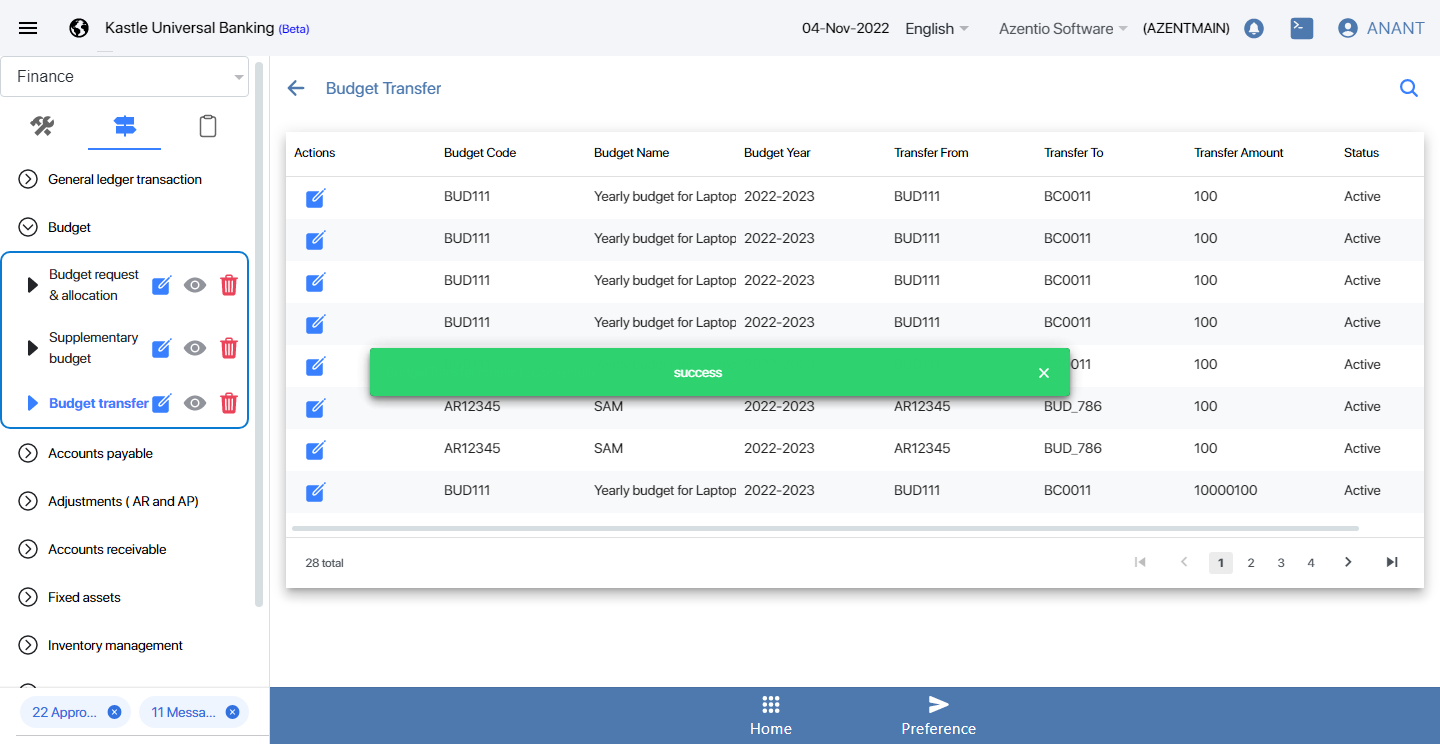 Kastle Universal Banking (Beta)
04-Nov-2022
English
Azentio Software
(AZENTMAIN)
ANANT
Finance
General ledger transaction
Budget
Budget request
& allocation
Supplementary
budget
Budget transfer
Accounts payable
Adjustments ( AR and AP)
Accounts receivable
Fixed assets
Inventory management
22 Appro...
11 Messa...
Budget Transfer
Actions Budget Code Budget Name Budget Year Transfer From Transfer To Transfer Amount Status
BUD111 Yearly budget for Laptop 2022-2023 BUD111 BC0011 100 Active
BUD111 Yearly budget for Laptop 2022-2023 BUD111 BC0011 100 Active
BUD111 Yearly budget for Laptop 2022-2023 BUD111 BC0011 100 Active
BUD111 Yearly budget for Laptop 2022-2023 BUD111 BC0011 100 Active
100 Active
success
AR12345 SAM 2022-2023 AR12345 BUD_786 100 Active
AR12345 SAM 2022-2023 AR12345 BUD_786 100 Active
BUD111 Yearly budget for Laptop 2022-2023 BUD111 BC0011 10000100 Active
28 total
1 2 3 4
Home
Preference